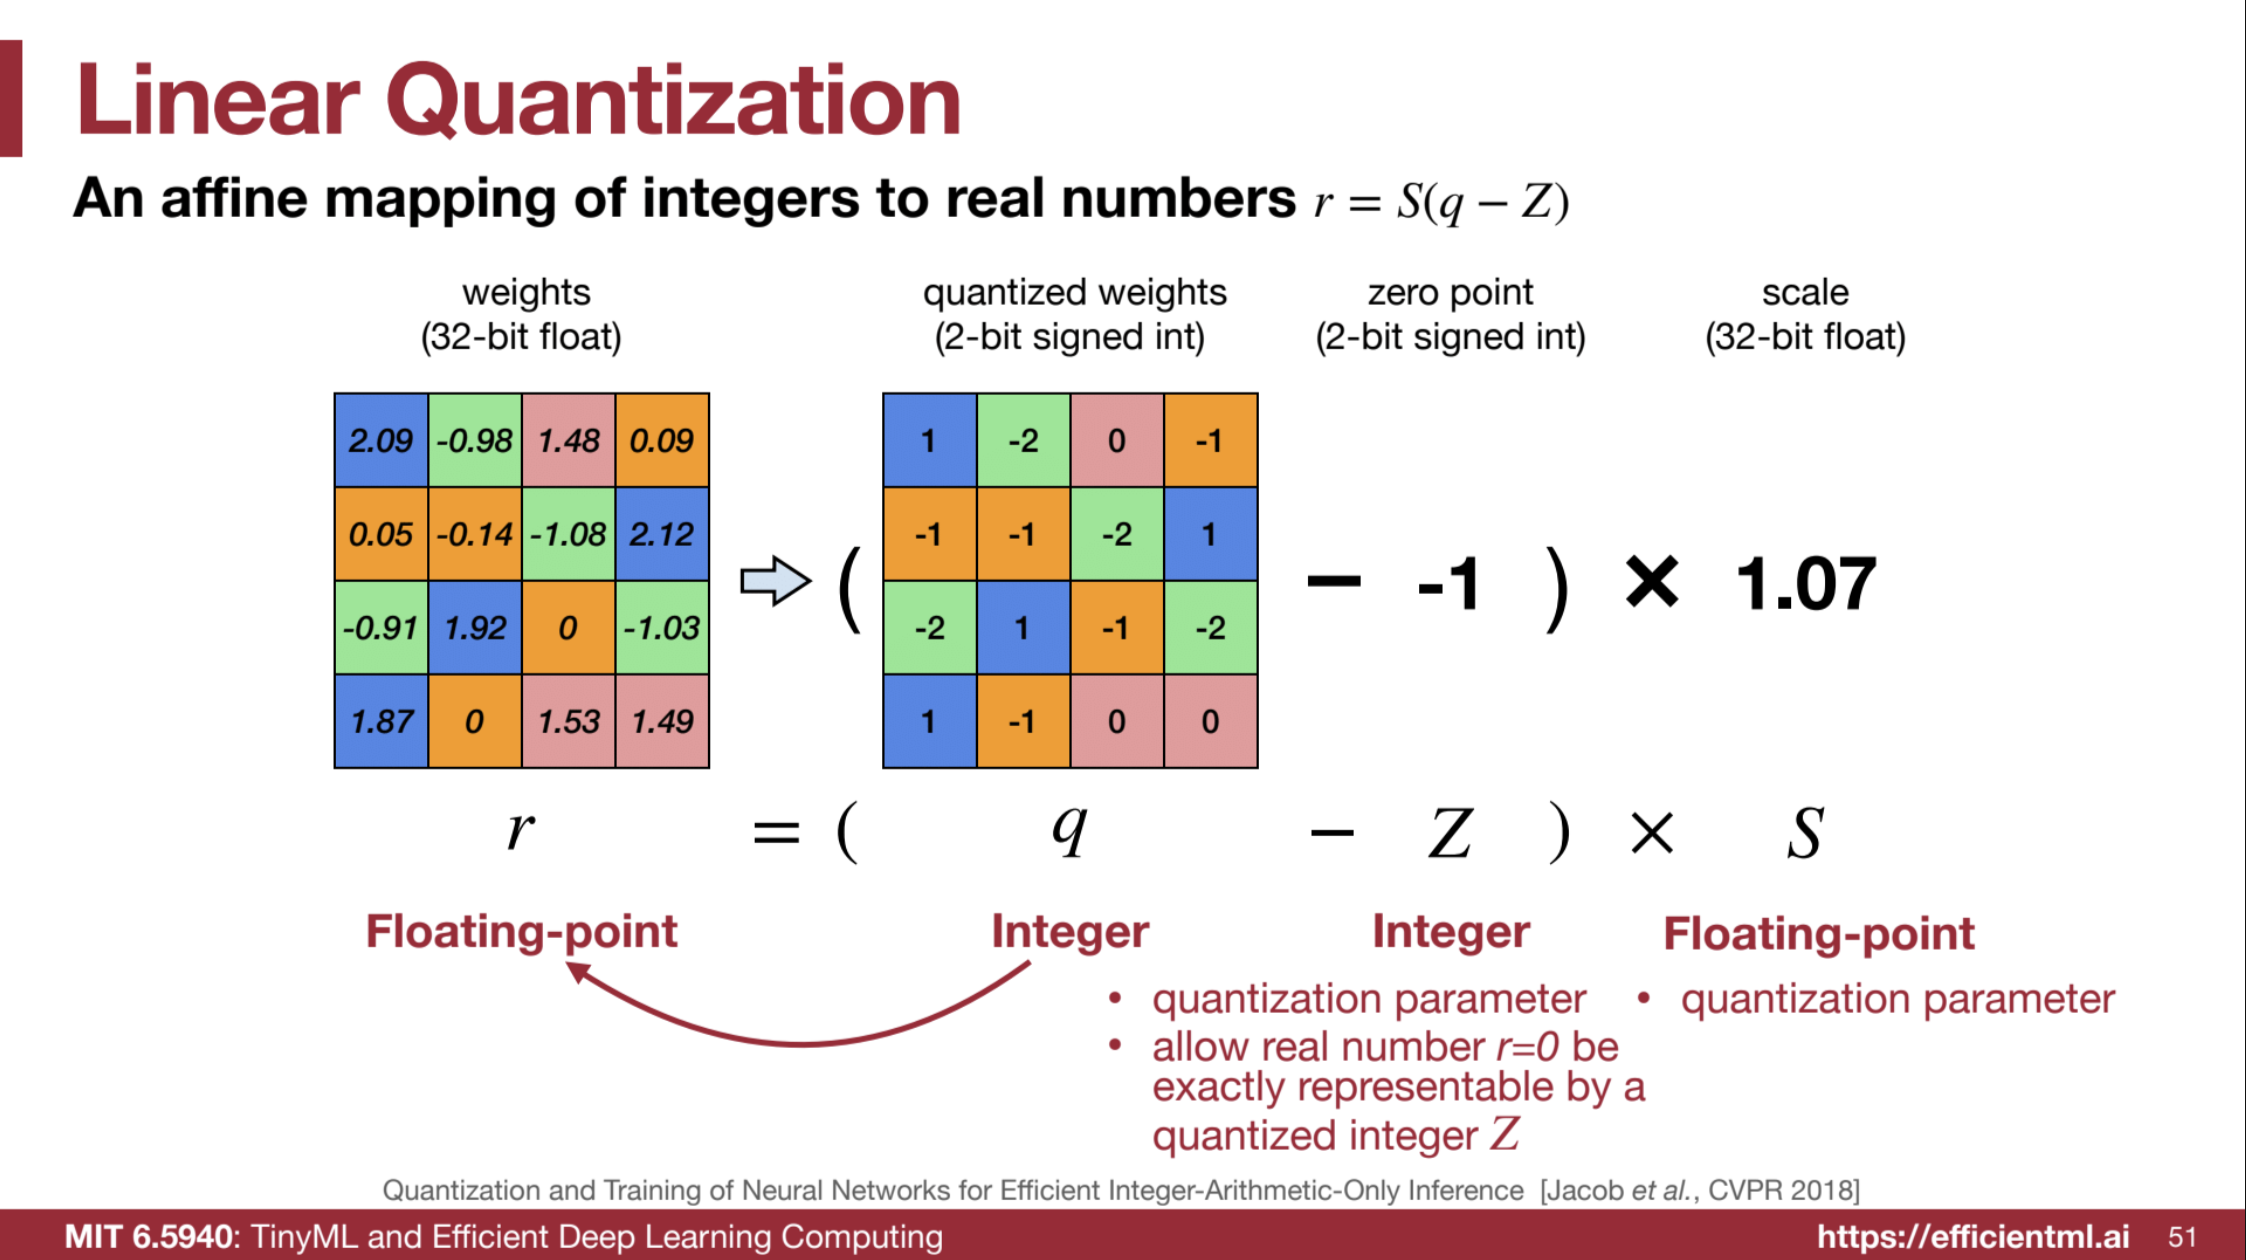 Linear Quantization
An affine mapping of integers to real numbers r = S(q − Z)
weights
(32-bit float)
quantized weights
(2-bit signed int)
zero point
(2-bit signed int)
scale
(32-bit float)
2.09 -0.98 1.48 0.09
0.05 -0.14 -1.08 2.12
-0.91 1.92 0 -1.03
1.87 0 1.53 1.49
(
1 -2 0 -1
-1 -1 -2 1
-2 1 -1 -2
1 -1 0 0
− -1 ) × 1.07
r = ( q − Z ) × S
Floating-point
Integer
Integer
Floating-point
• quantization parameter
• allow real number r=0 be
exactly representable by a
quantized integer Z
• quantization parameter
Quantization and Training of Neural Networks for Efficient Integer-Arithmetic-Only Inference [Jacob et al., CVPR 2018]
MIT 6.5940: TinyML and Efficient Deep Learning Computing
https://efficientml.ai 51